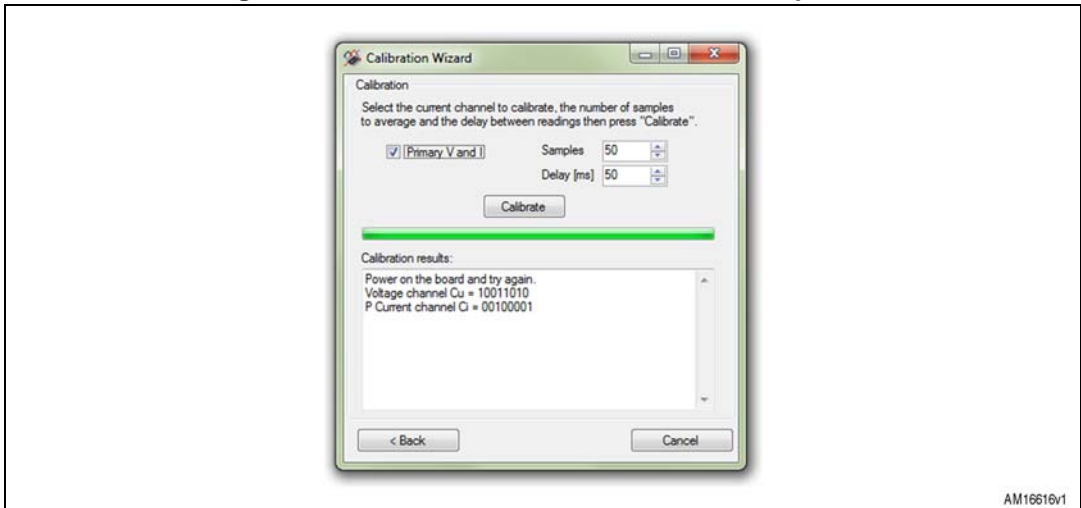 Calibration Wizard
Calibration
Select the current channel to calibrate, the number of samples
to average and the delay between readings then press "Calibrate".
Primary V and I
Samples 50
Delay [ms] 50
Calibrate
Calibration results:
Power on the board and try again.
Voltage channel Cu = 10011010
P Current channel Ci = 00100001
< Back
Cancel
AM16616v1